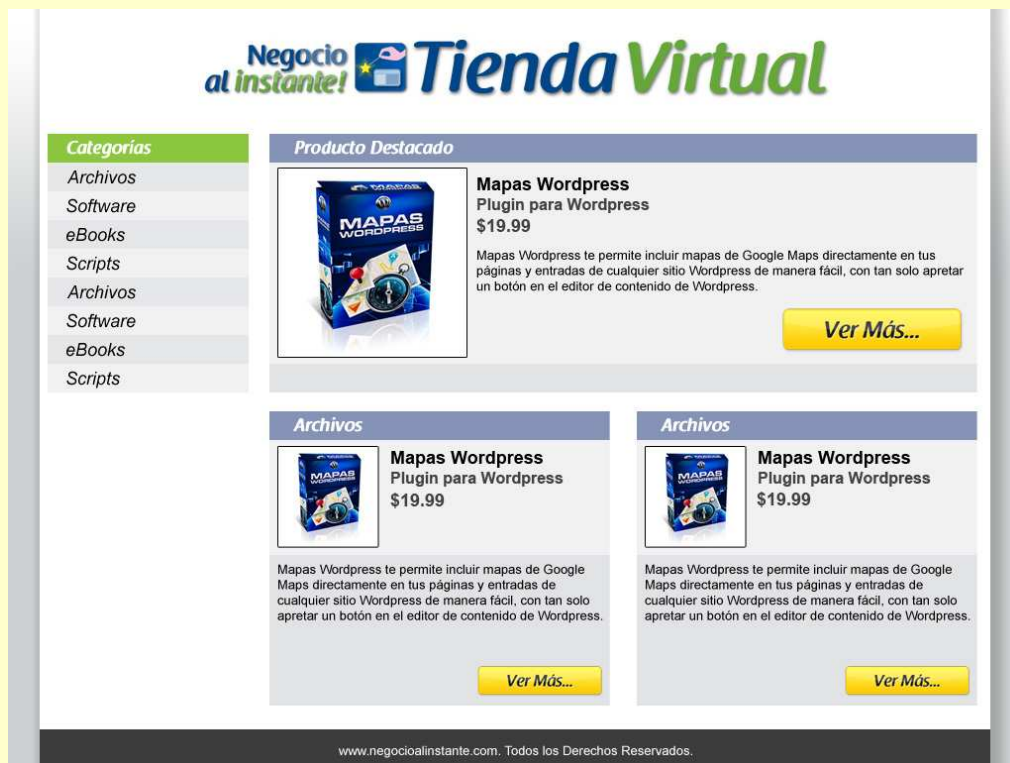 Negocio
al instante!
Tienda Virtual
Categorías
Archivos
Software
eBooks
Scripts
Archivos
Software
eBooks
Scripts
Producto Destacado
MAPAS
WORDPRESS
Mapas Wordpress
Plugin para Wordpress
$19.99
Mapas Wordpress te permite incluir mapas de Google Maps directamente en tus
páginas y entradas de cualquier sitio Wordpress de manera fácil, con tan solo apretar
un botón en el editor de contenido de Wordpress.
Ver Más...
Archivos
MAPAS
WORDPRESS
Mapas Wordpress
Plugin para Wordpress
$19.99
Mapas Wordpress te permite incluir mapas de Google
Maps directamente en tus páginas y entradas de
cualquier sitio Wordpress de manera fácil, con tan solo
apretar un botón en el editor de contenido de Wordpress.
Ver Más...
Archivos
MAPAS
WORDPRESS
Mapas Wordpress
Plugin para Wordpress
$19.99
Mapas Wordpress te permite incluir mapas de Google
Maps directamente en tus páginas y entradas de
cualquier sitio Wordpress de manera fácil, con tan solo
apretar un botón en el editor de contenido de Wordpress.
Ver Más...
www.negocioalinstante.com. Todos los Derechos Reservados.